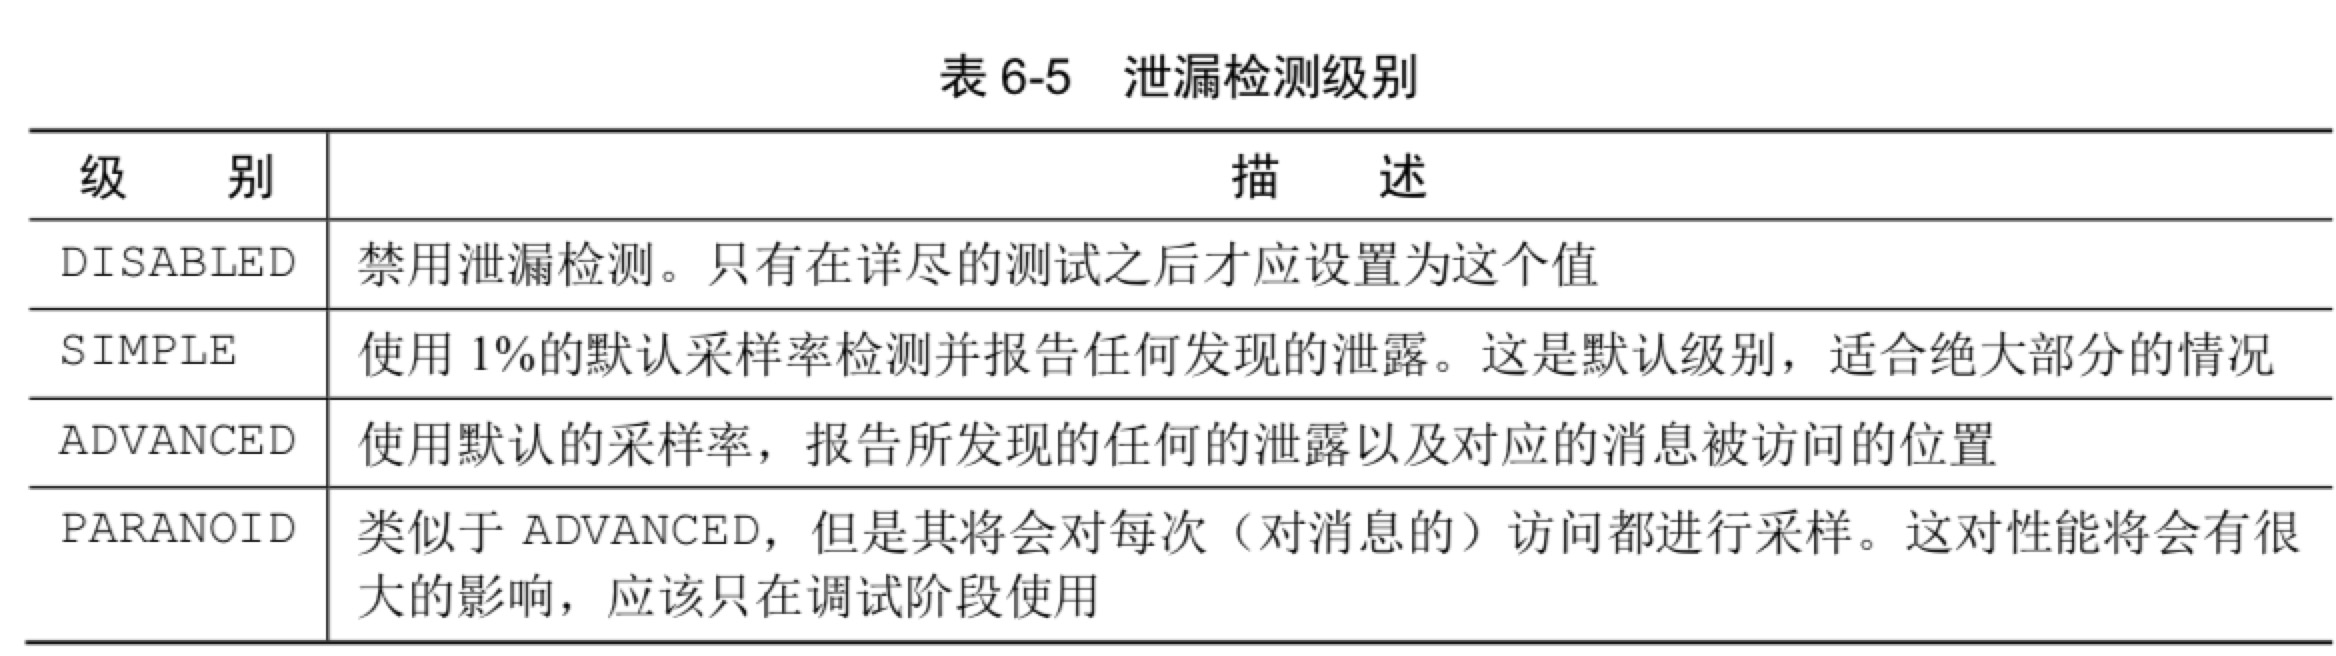 表 6-5 泄漏检测级别
级 别 描 述
DISABLED 禁用泄漏检测。只有在详尽的测试之后才应设置为这个值
SIMPLE 使用 1%的默认采样率检测并报告任何发现的泄露。这是默认级别，适合绝大部分的情况
ADVANCED 使用默认的采样率，报告所发现的任何的泄露以及对应的消息被访问的位置
PARANOID 类似于 ADVANCED，但是其将会对每次（对消息的）访问都进行采样。这对性能将会有很
大的影响，应该只在调试阶段使用